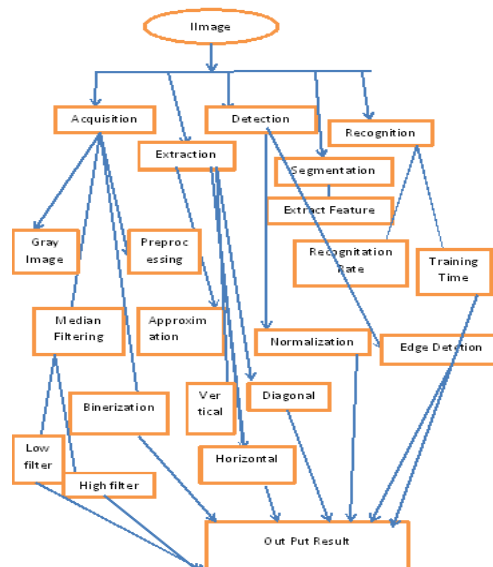 IImage
Acquisition
Detection
Recognition
Extraction
Segmentation
Extract Feature
Gray
Image
Preproc
essing
Recognitation
Rate
Training
Time
Median
Filtering
Approxim
ation
Normalization
Edge Detetion
Binerization
Ver
tical
Diagonal
Low
filter
High filter
Horizontal
Out Put Result